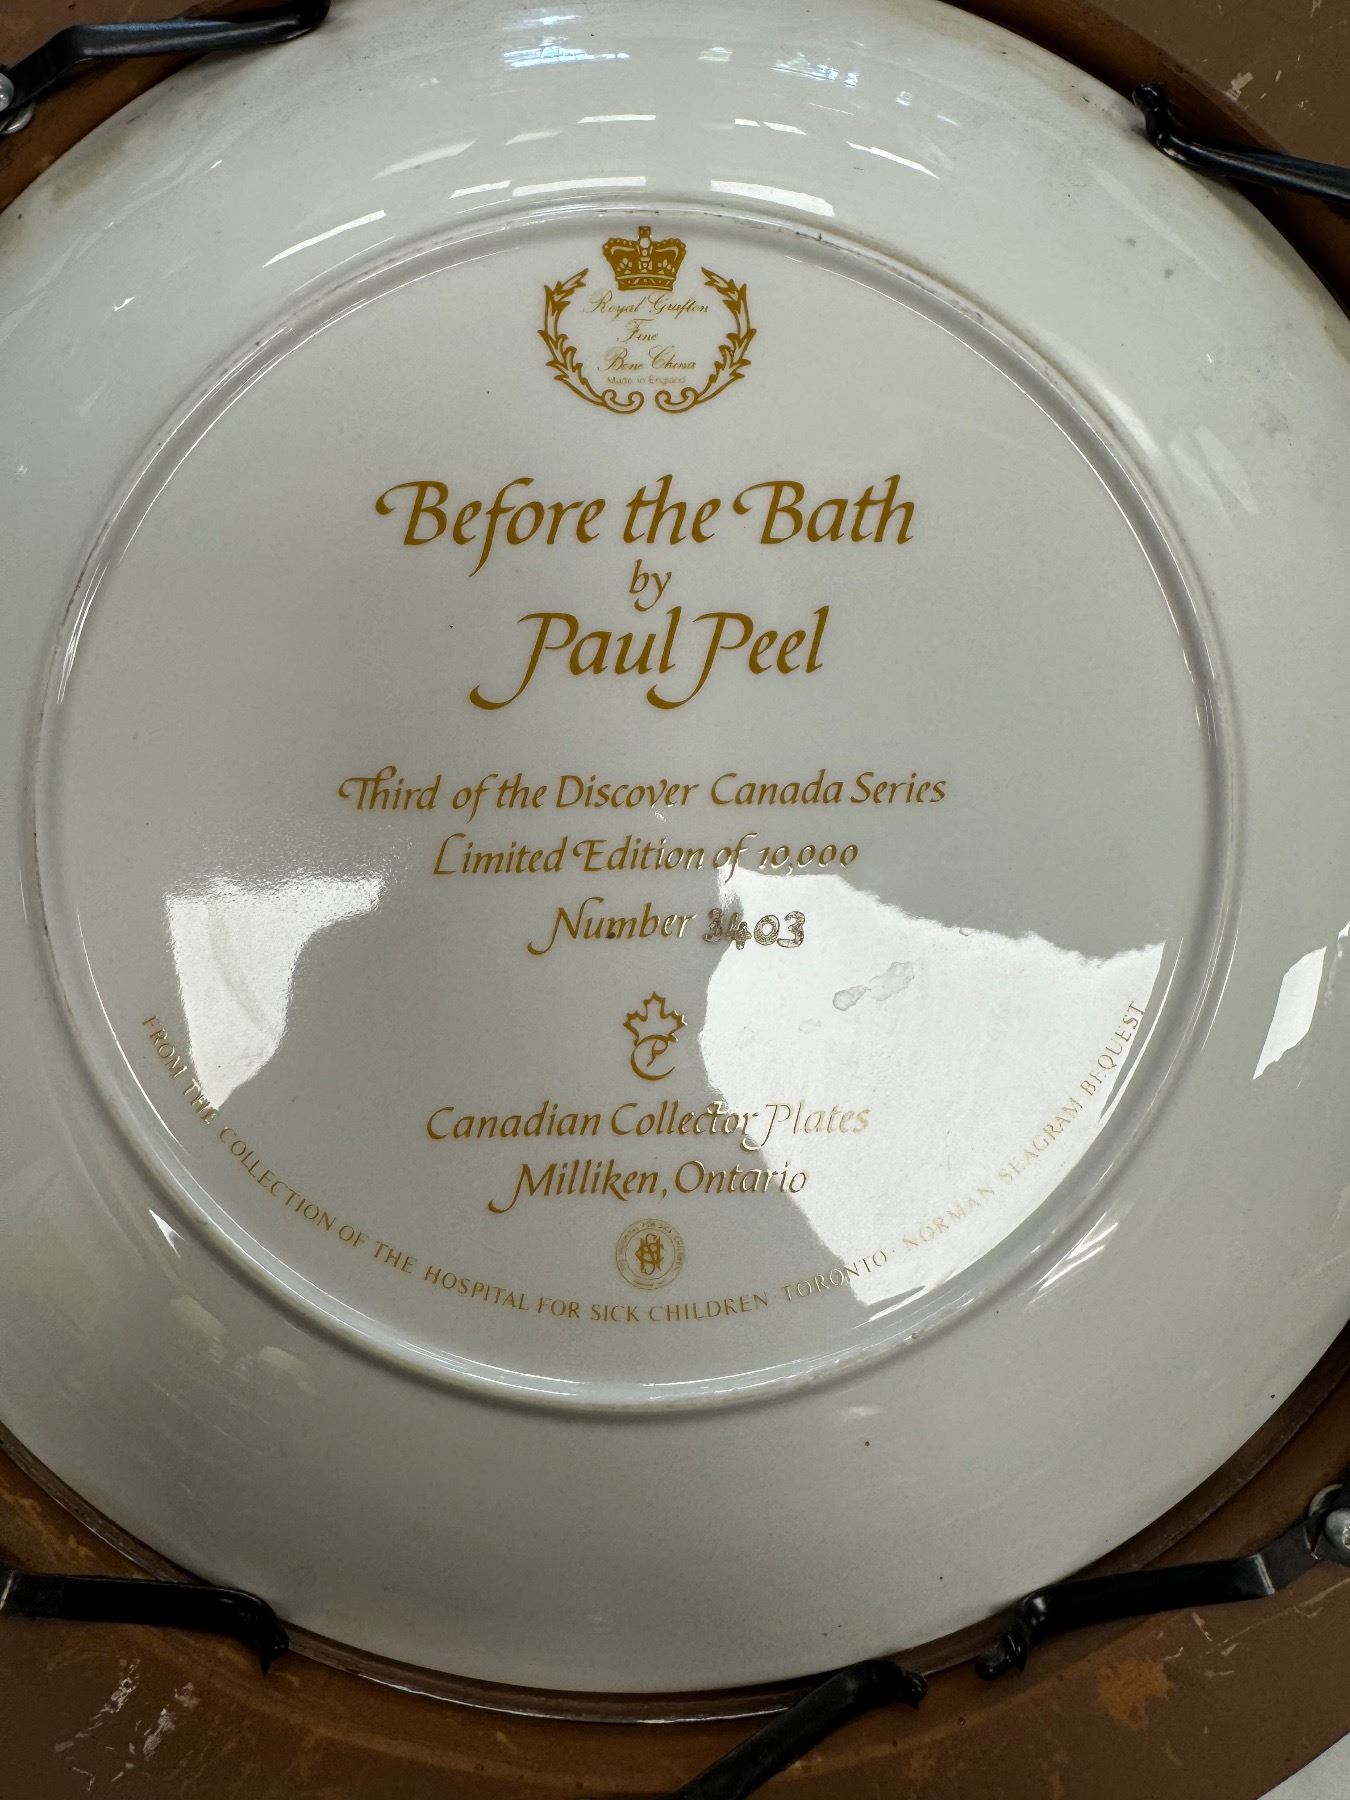 Royal Grafton
Fine
Bone China
Made in England
Before the Bath
by
Paul Peel
Third of the Discover Canada Series
Limited Edition of 10,000
Number 3403
CP
Canadian Collector Plates
Milliken, Ontario
FROM THE COLLECTION OF THE HOSPITAL FOR SICK CHILDREN · TORONTO · NORMAN SEAGRAM BEQUEST